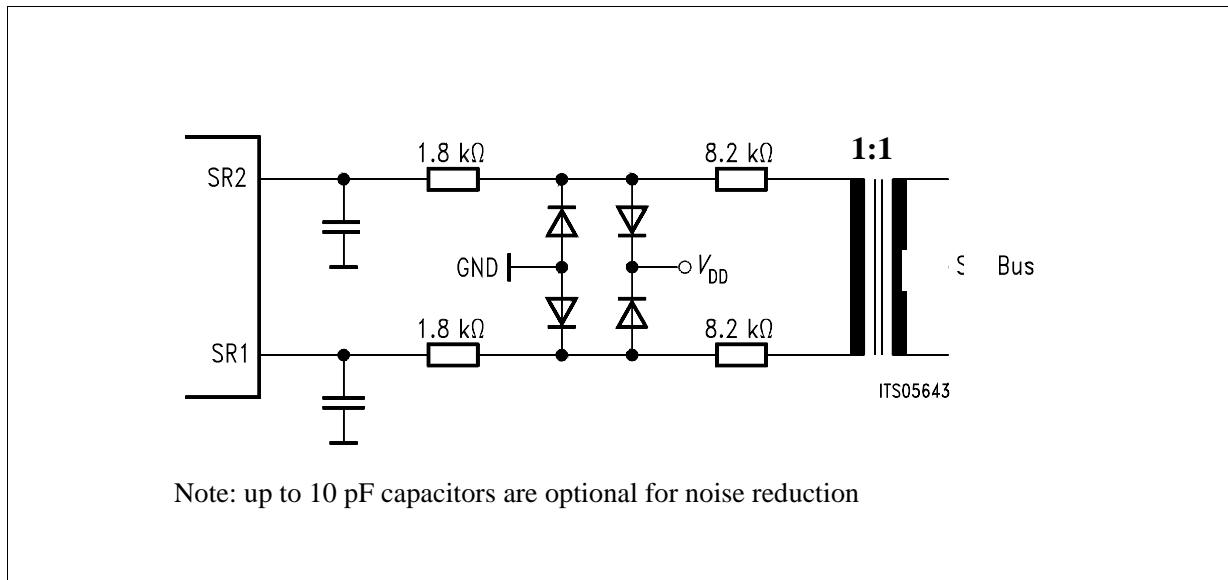 1.8 kΩ
8.2 kΩ
1:1
SR2
GND
V_DD
Bus
1.8 kΩ
8.2 kΩ
SR1
ITS05643
Note: up to 10 pF capacitors are optional for noise reduction